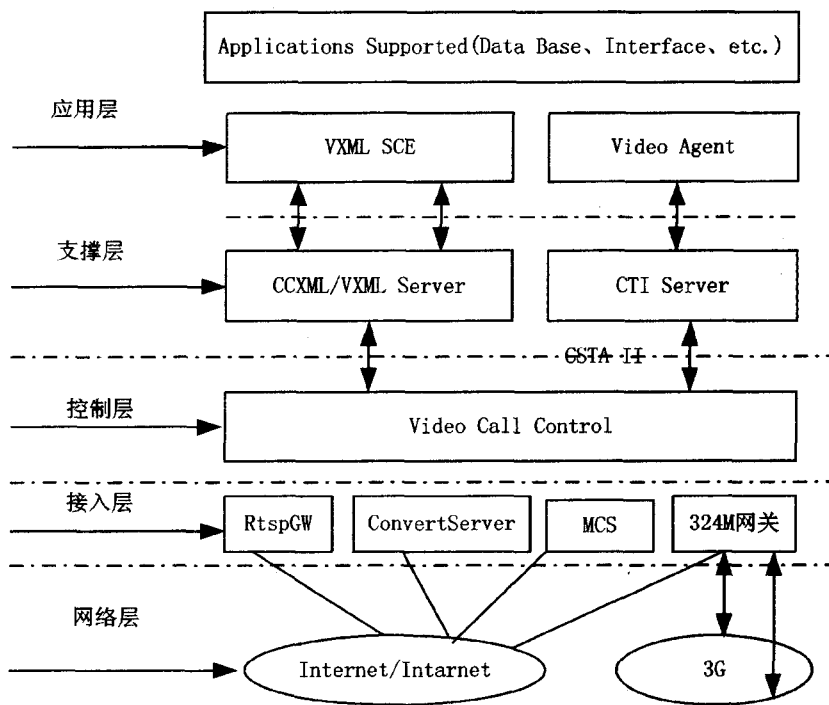 Applications Supported(Data Base、Interface、etc.)
应用层
VXML SCE
Video Agent
支撑层
CCXML/VXML Server
CTI Server
CSTA II
控制层
Video Call Control
接入层
RtspGW
ConvertServer
MCS
324M网关
网络层
Internet/Intarnet
3G